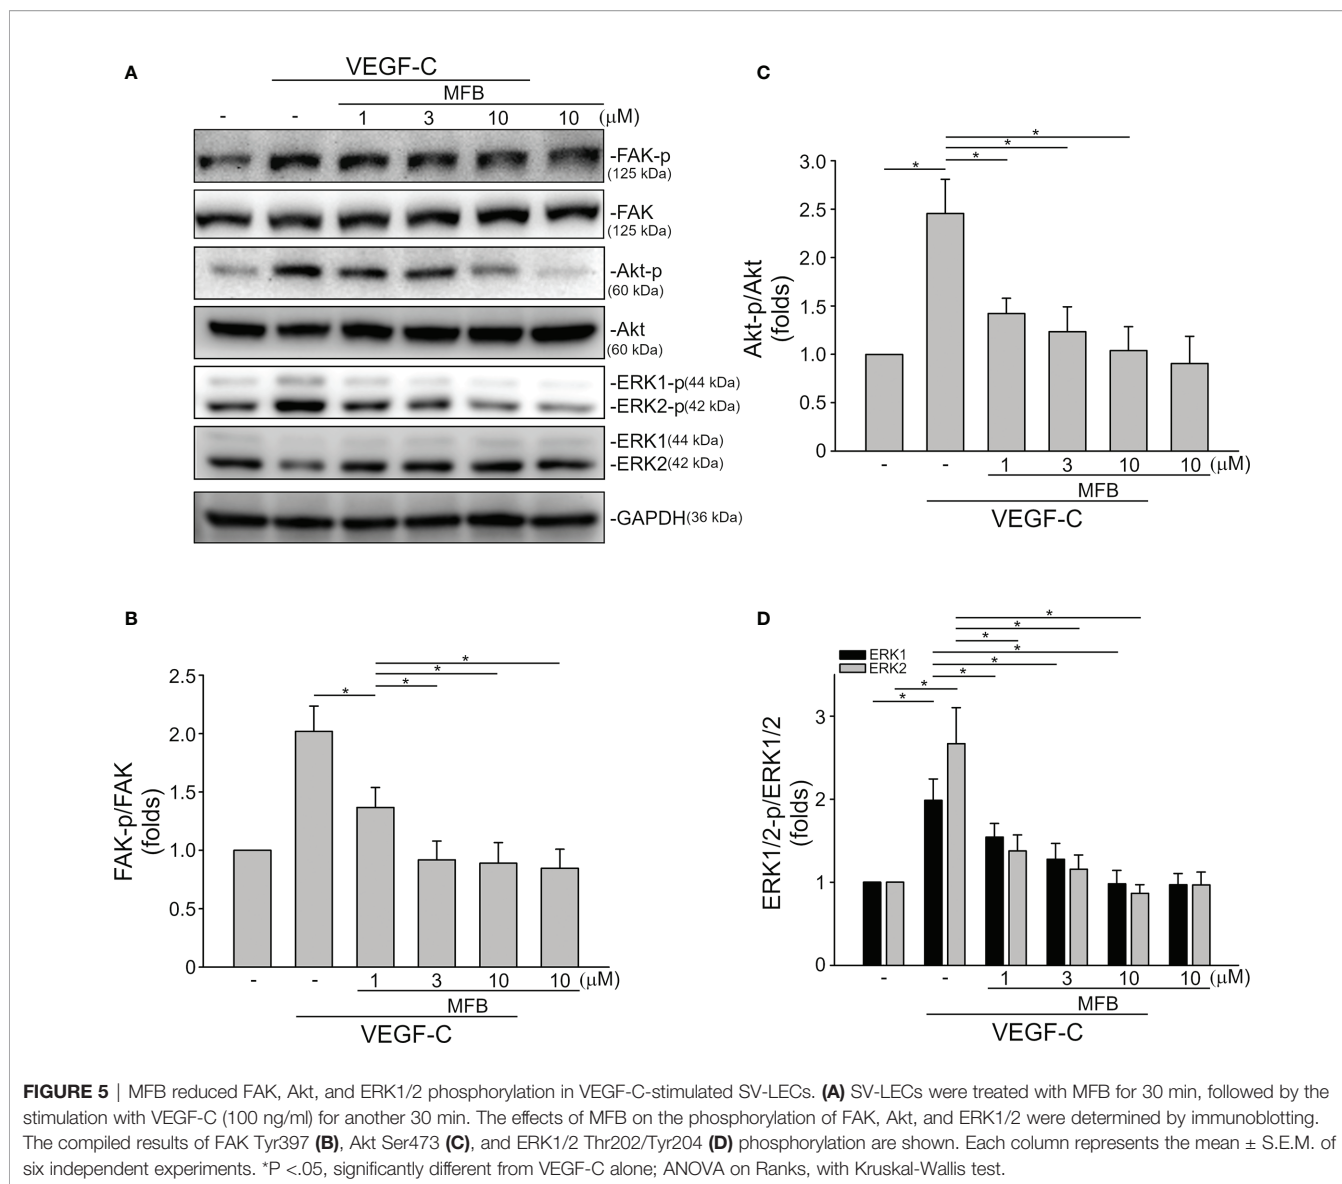 A
VEGF-C
MFB
- - 1 3 10 10 (μM)
-FAK-p
(125 kDa)
-FAK
(125 kDa)
-Akt-p
(60 kDa)
-Akt
(60 kDa)
-ERK1-p(44 kDa)
-ERK2-p(42 kDa)
-ERK1(44 kDa)
-ERK2(42 kDa)
-GAPDH(36 kDa)
C
*
*
*
*
3.0
2.5
2.0
1.5
1.0
0.5
0
Akt-p/Akt
(folds)
- - 1 3 10 10 (μM)
MFB
VEGF-C
B
*
*
*
*
2.5
2.0
1.5
1.0
0.5
0
FAK-p/FAK
(folds)
- - 1 3 10 10 (μM)
MFB
VEGF-C
D
*
*
*
*
*
*
*
*
ERK1
ERK2
3
2
1
0
ERK1/2-p/ERK1/2
(folds)
- - 1 3 10 10 (μM)
MFB
VEGF-C
FIGURE 5 | MFB reduced FAK, Akt, and ERK1/2 phosphorylation in VEGF-C-stimulated SV-LECs. (A) SV-LECs were treated with MFB for 30 min, followed by the
stimulation with VEGF-C (100 ng/ml) for another 30 min. The effects of MFB on the phosphorylation of FAK, Akt, and ERK1/2 were determined by immunoblotting.
The compiled results of FAK Tyr397 (B), Akt Ser473 (C), and ERK1/2 Thr202/Tyr204 (D) phosphorylation are shown. Each column represents the mean ± S.E.M. of
six independent experiments. *P <.05, significantly different from VEGF-C alone; ANOVA on Ranks, with Kruskal-Wallis test.